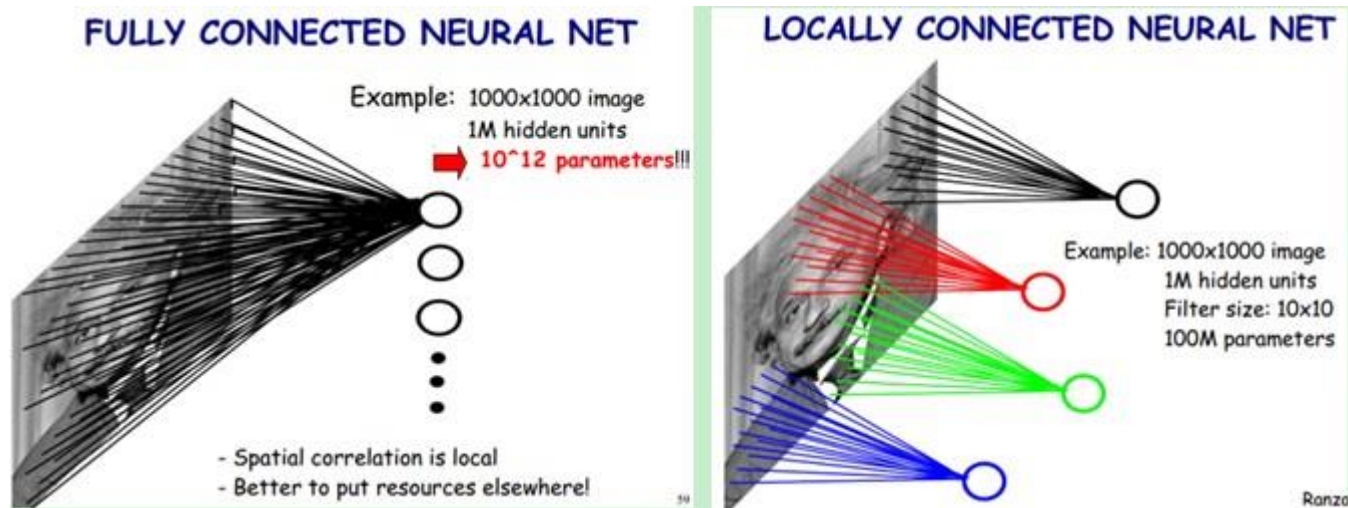 FULLY CONNECTED NEURAL NET
Example: 1000x1000 image
1M hidden units
10^12 parameters!!!
- Spatial correlation is local
- Better to put resources elsewhere!
59
LOCALLY CONNECTED NEURAL NET
Example: 1000x1000 image
1M hidden units
Filter size: 10x10
100M parameters
Ranza